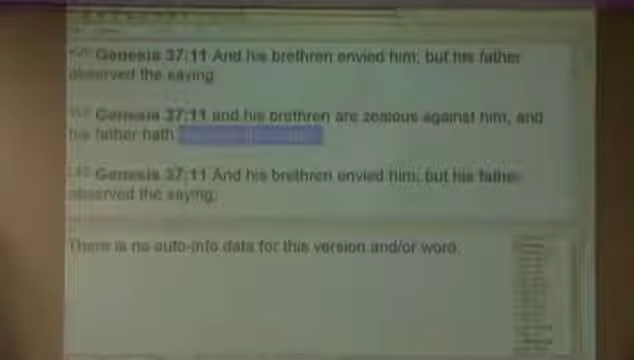 Genesis 37:11 And his brethren envied him; but his father
observed the saying.
Genesis 37:11 and his brethren are zealous against him, and
his father hath
Genesis 37:11 And his brethren envied him; but his father
observed the saying.
There is no auto-info data for this version and/or word.